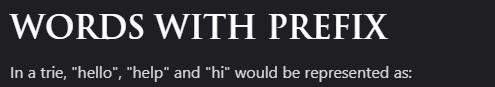 WORDS WITH PREFIX
In a trie, "hello", "help" and "hi" would be represented as: